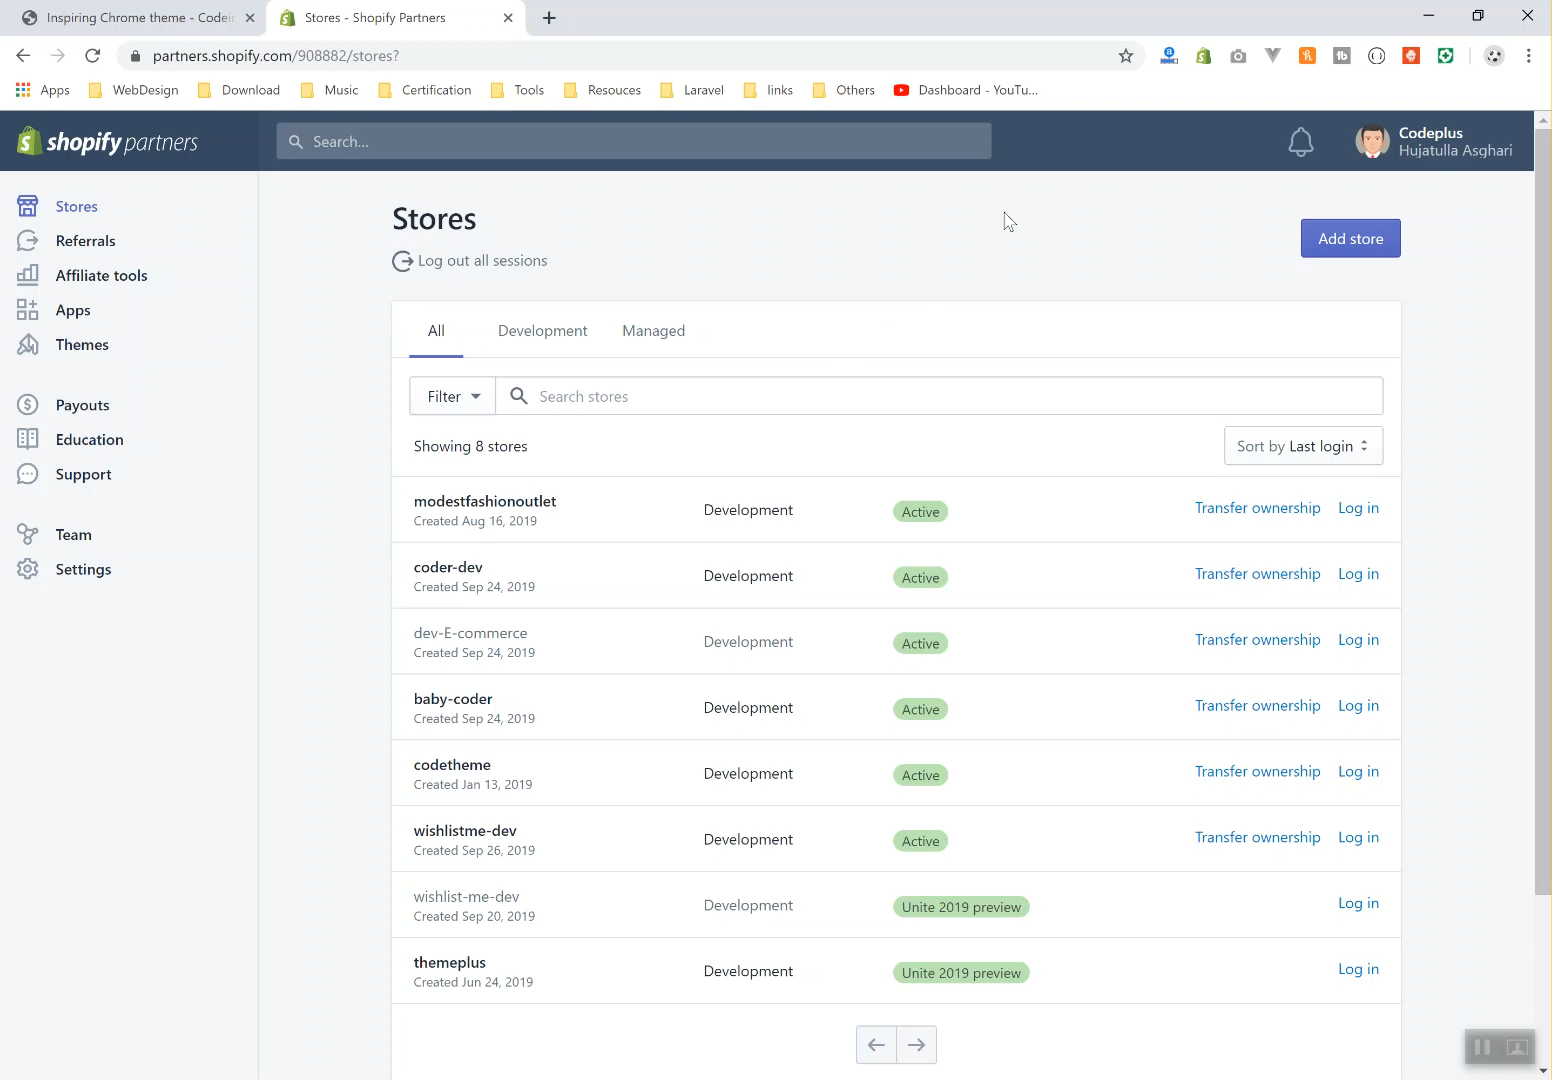 Inspiring Chrome theme - Codei
Stores - Shopify Partners
partners.shopify.com/908882/stores?
Apps
WebDesign
Download
Music
Certification
Tools
Resouces
Laravel
links
Others
Dashboard - YouTu...
shopify partners
Search...
Codeplus
Hujatulla Asghari
Stores
Referrals
Affiliate tools
Apps
Themes
Payouts
Education
Support
Team
Settings
Stores
Log out all sessions
Add store
All
Development
Managed
Filter
Search stores
Showing 8 stores
Sort by Last login
modestfashionoutlet
Created Aug 16, 2019
Development
Active
Transfer ownership
Log in
coder-dev
Created Sep 24, 2019
Development
Active
Transfer ownership
Log in
dev-E-commerce
Created Sep 24, 2019
Development
Active
Transfer ownership
Log in
baby-coder
Created Sep 24, 2019
Development
Active
Transfer ownership
Log in
codetheme
Created Jan 13, 2019
Development
Active
Transfer ownership
Log in
wishlistme-dev
Created Sep 26, 2019
Development
Active
Transfer ownership
Log in
wishlist-me-dev
Created Sep 20, 2019
Development
Unite 2019 preview
Log in
themeplus
Created Jun 24, 2019
Development
Unite 2019 preview
Log in